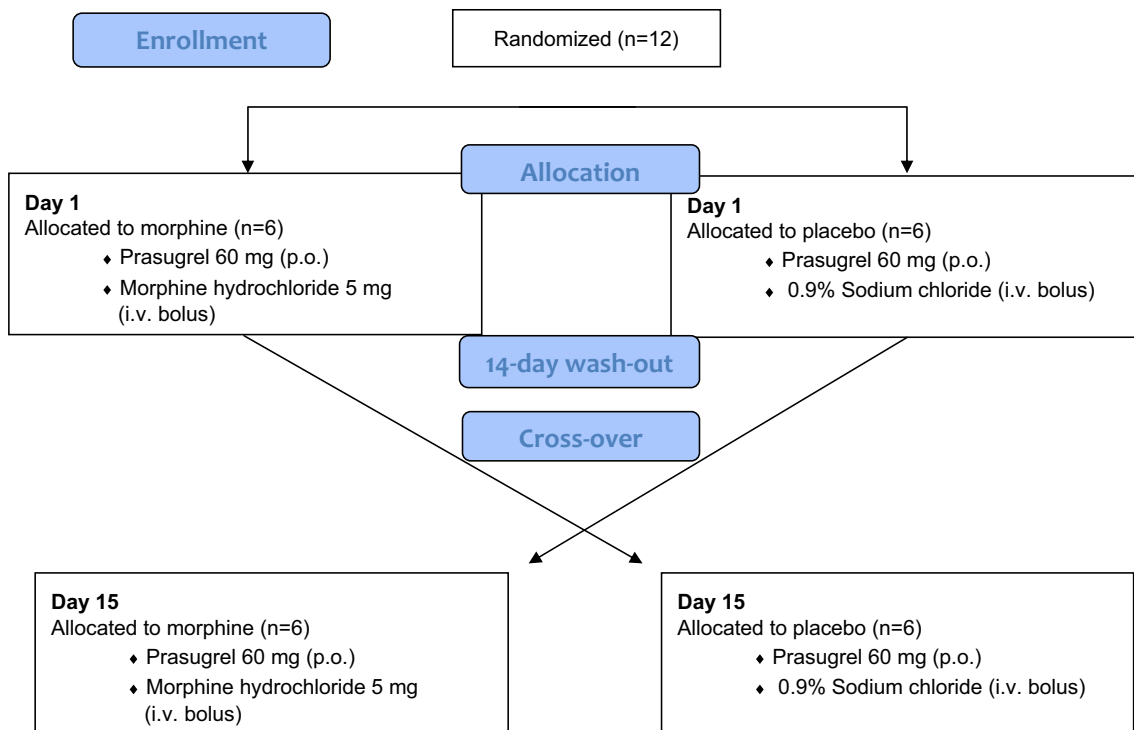 Enrollment
Randomized (n=12)
Allocation
Day 1
Allocated to morphine (n=6)
♦ Prasugrel 60 mg (p.o.)
♦ Morphine hydrochloride 5 mg
(i.v. bolus)
Day 1
Allocated to placebo (n=6)
♦ Prasugrel 60 mg (p.o.)
♦ 0.9% Sodium chloride (i.v. bolus)
14-day wash-out
Cross-over
Day 15
Allocated to morphine (n=6)
♦ Prasugrel 60 mg (p.o.)
♦ Morphine hydrochloride 5 mg
(i.v. bolus)
Day 15
Allocated to placebo (n=6)
♦ Prasugrel 60 mg (p.o.)
♦ 0.9% Sodium chloride (i.v. bolus)